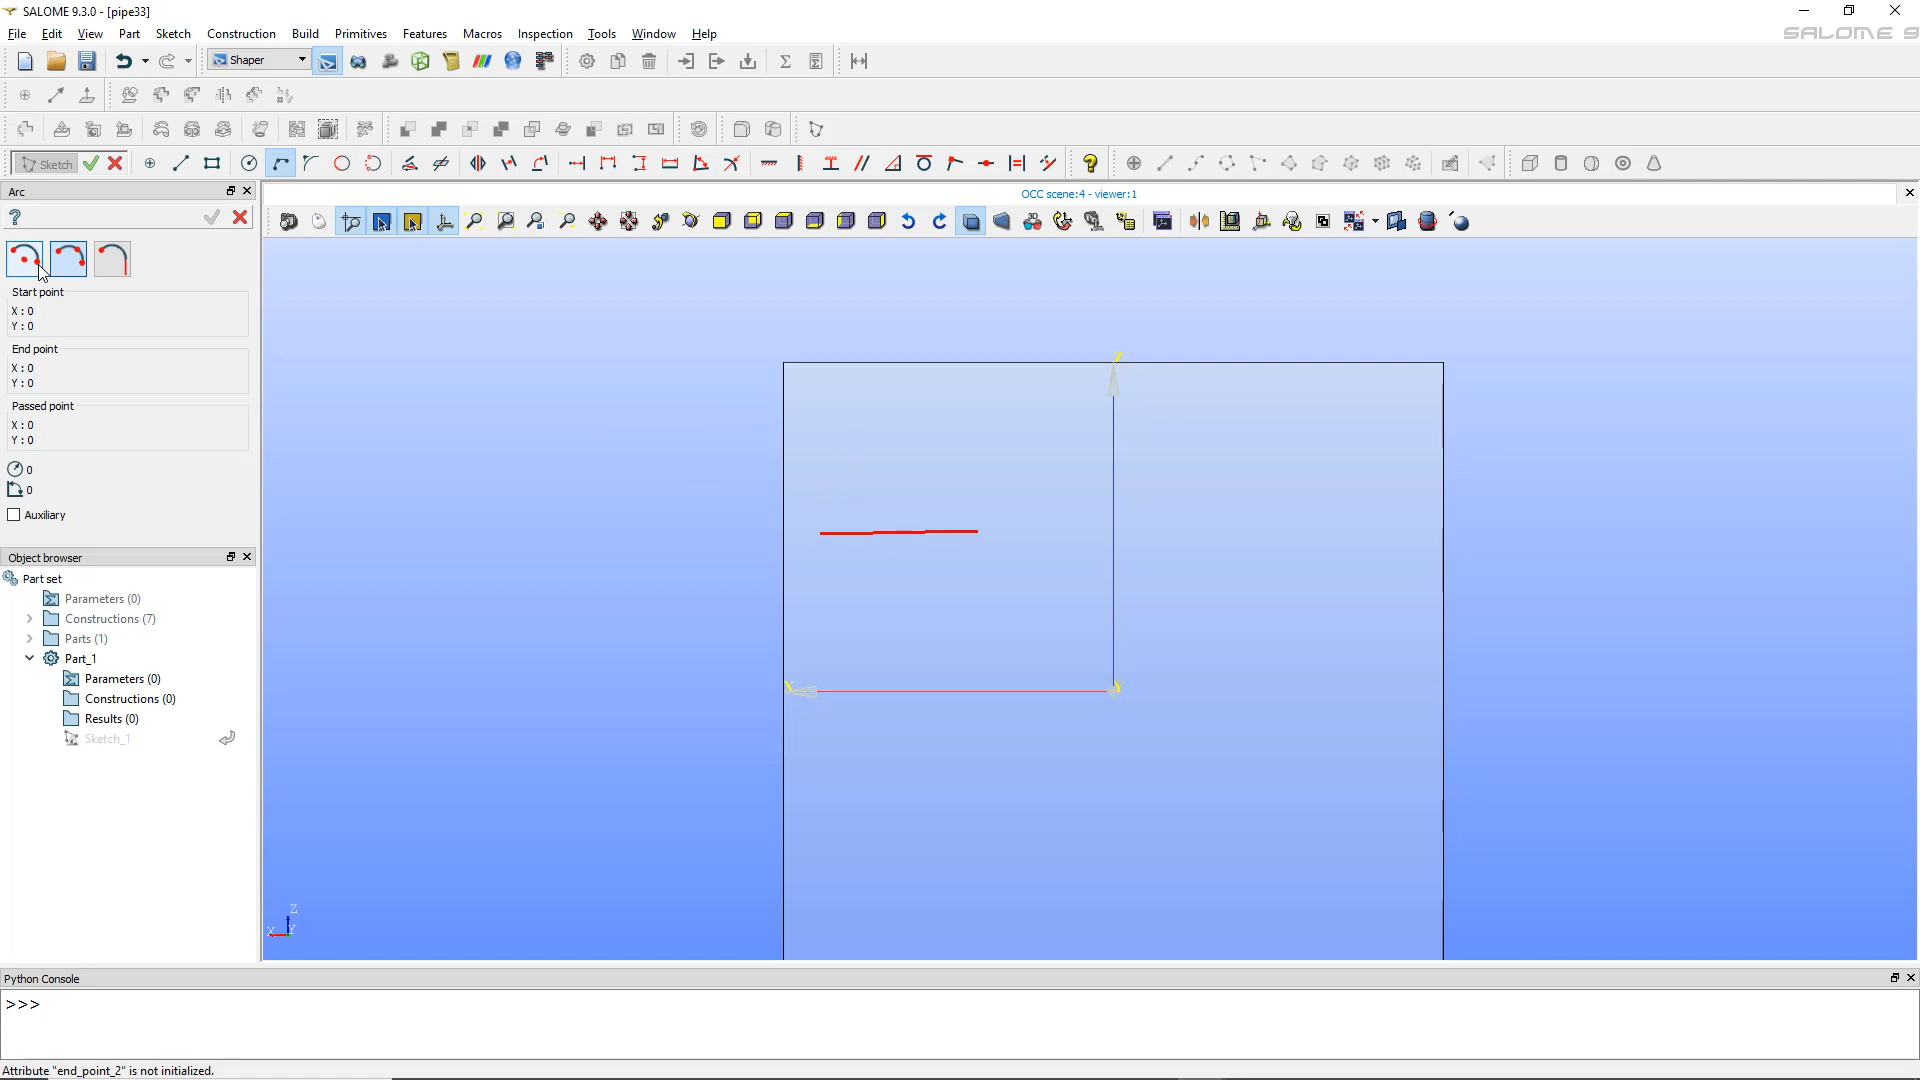 SALOME 9.3.0 - [pipe33]
File Edit View Part Sketch Construction Build Primitives Features Macros Inspection Tools Window Help
SALOME 9
Shaper
Sketch
Arc
OCC scene:4 - viewer:1
Start point
X : 0
Y : 0
End point
X : 0
Y : 0
Passed point
X : 0
Y : 0
0
0
Auxiliary
Object browser
Part set
Parameters (0)
Constructions (7)
Parts (1)
Part_1
Parameters (0)
Constructions (0)
Results (0)
Sketch_1
Z
X
Y
Z
X Y
Python Console
>>>
Attribute "end_point_2" is not initialized.